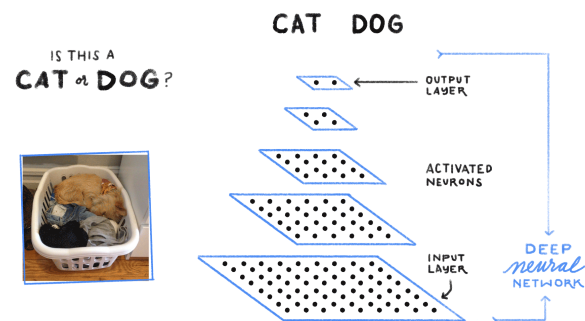 IS THIS A
CAT or DOG?
CAT DOG
OUTPUT
LAYER
ACTIVATED
NEURONS
INPUT
LAYER
DEEP
neural
NETWORK